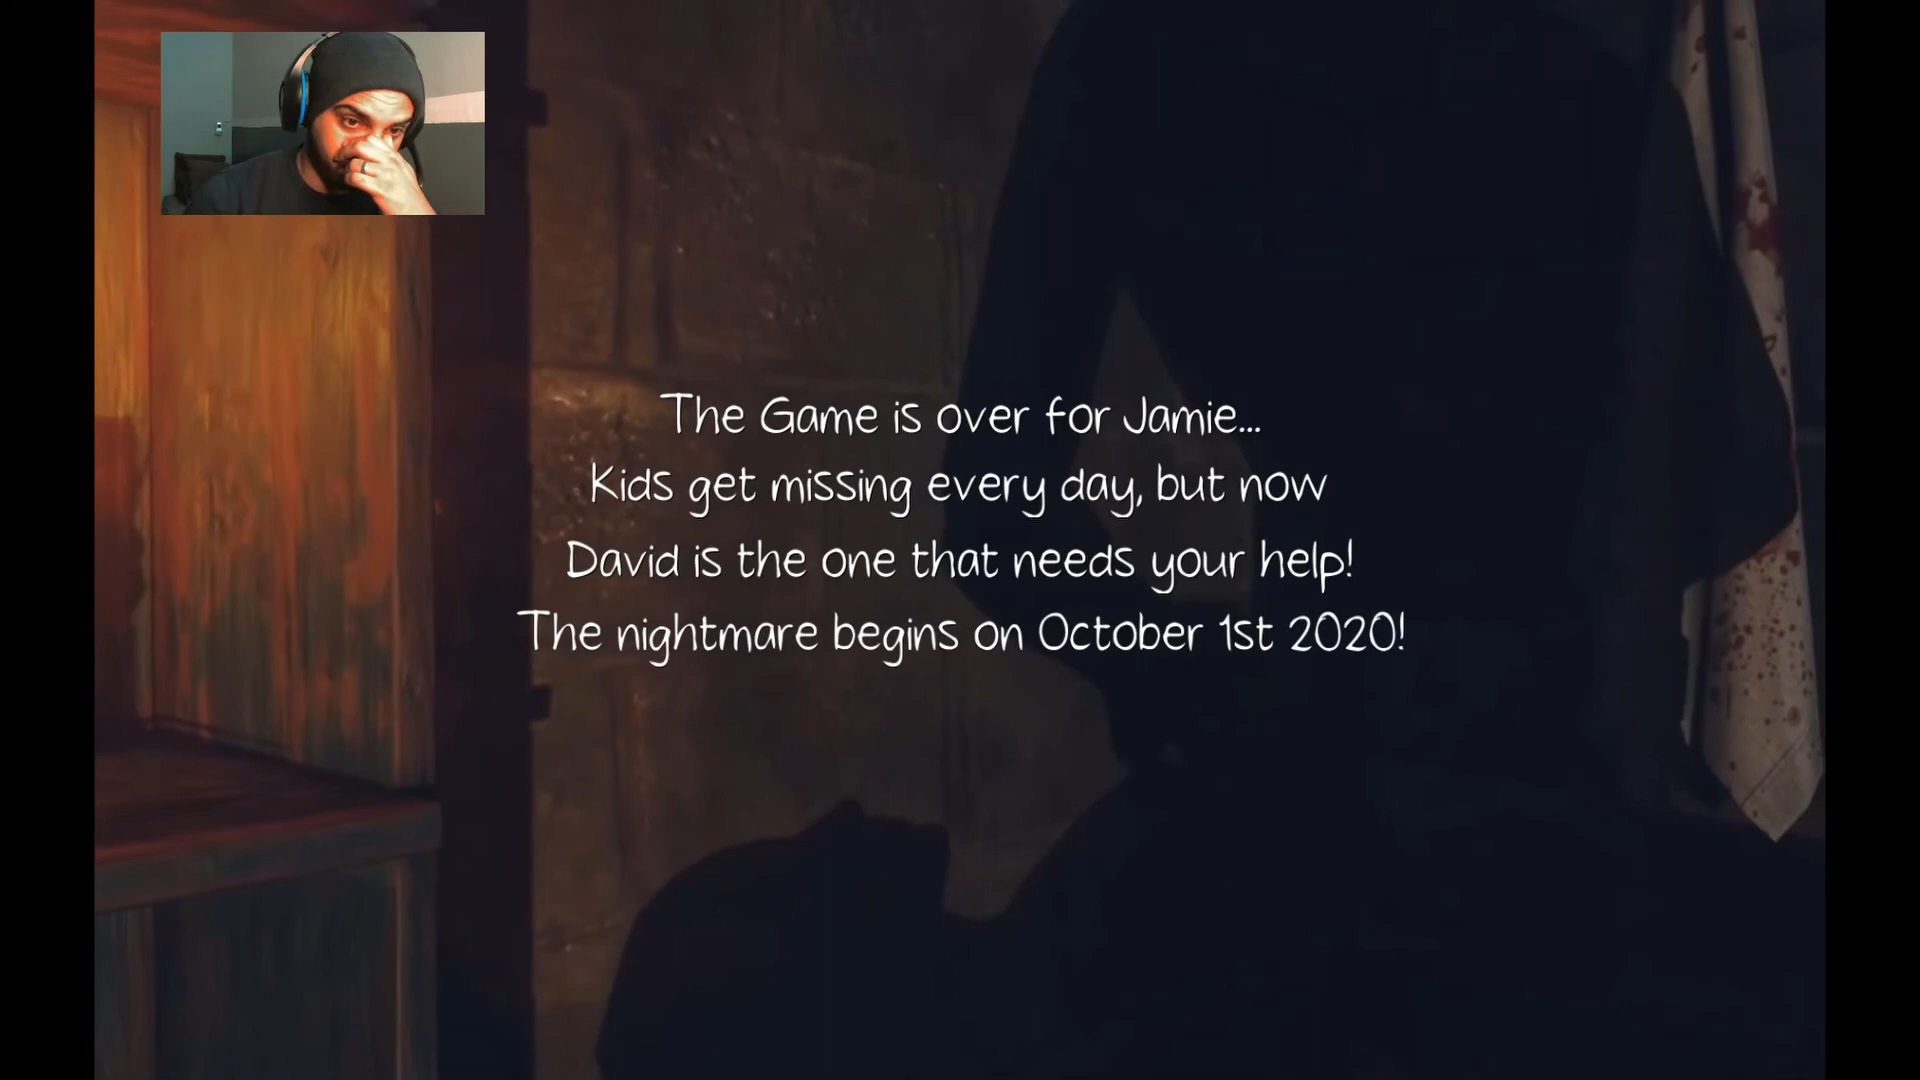 The Game is over for Jamie...
Kids get missing every day, but now
David is the one that needs your help!
The nightmare begins on October 1st 2020!